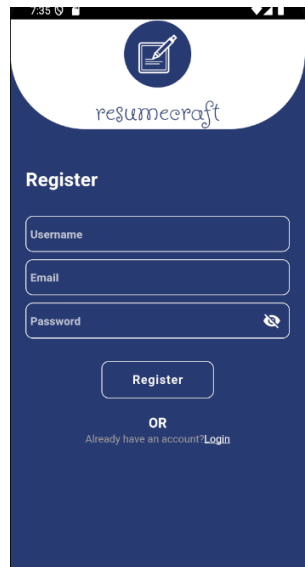 7:35
resumecraft
Register
Username
Email
Password
Register
OR
Already have an account?Login